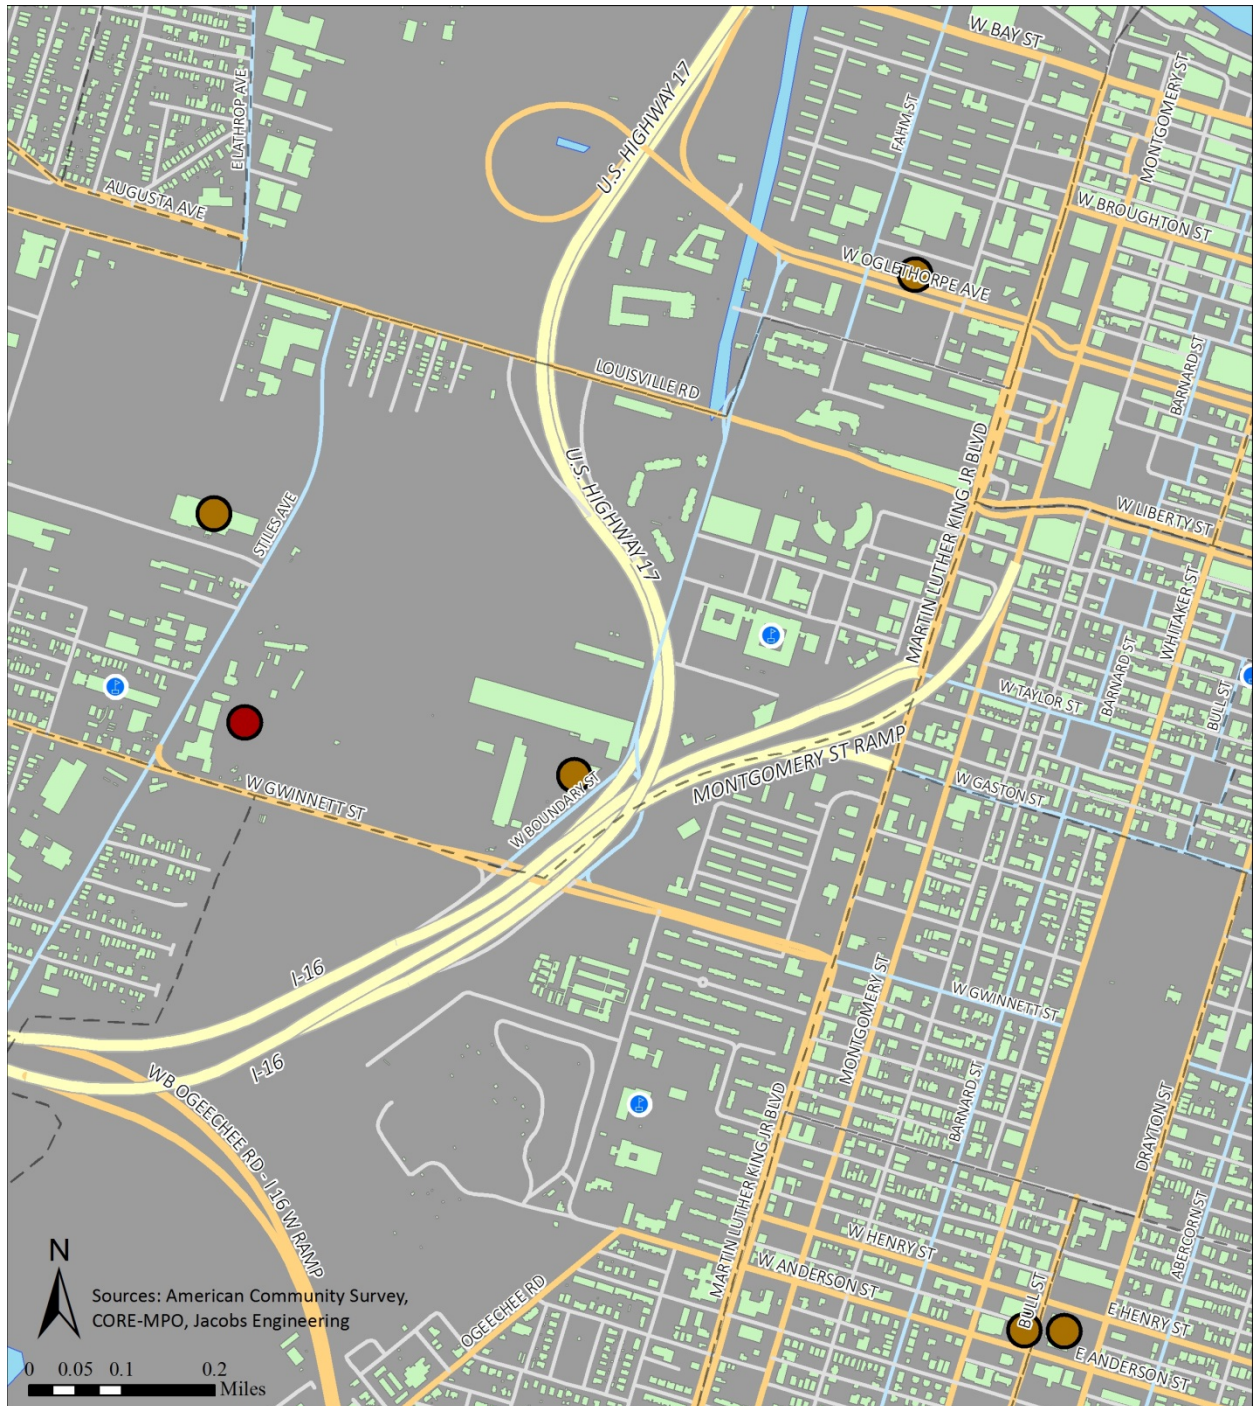 W BAY ST
U.S. HIGHWAY 17
MONTGOMERY ST
FAHM ST
E LATHROP AVE
AUGUSTA AVE
W BROUGHTON ST
W OGLETHORPE AVE
BARNARD ST
LOUISVILLE RD
MARTIN LUTHER KING JR BLVD
U.S. HIGHWAY 17
W LIBERTY ST
STILES AVE
WHITAKER ST
BARNARD ST
W TAYLOR ST
BULL ST
MONTGOMERY ST RAMP
W GWINNETT ST
W BOUNDARY ST
W GASTON ST
I-16
W GWINNETT ST
MONTGOMERY ST
BARNARD ST
I-16
WB OGEECHEE RD - I 16 W RAMP
DRAYTON ST
MARTIN LUTHER KING JR BLVD
W HENRY ST
ABERCORN ST
W ANDERSON ST
OGEECHEE RD
BULL ST
E HENRY ST
E ANDERSON ST
N
Sources: American Community Survey,
CORE-MPO, Jacobs Engineering
0 0.05 0.1 0.2
Miles